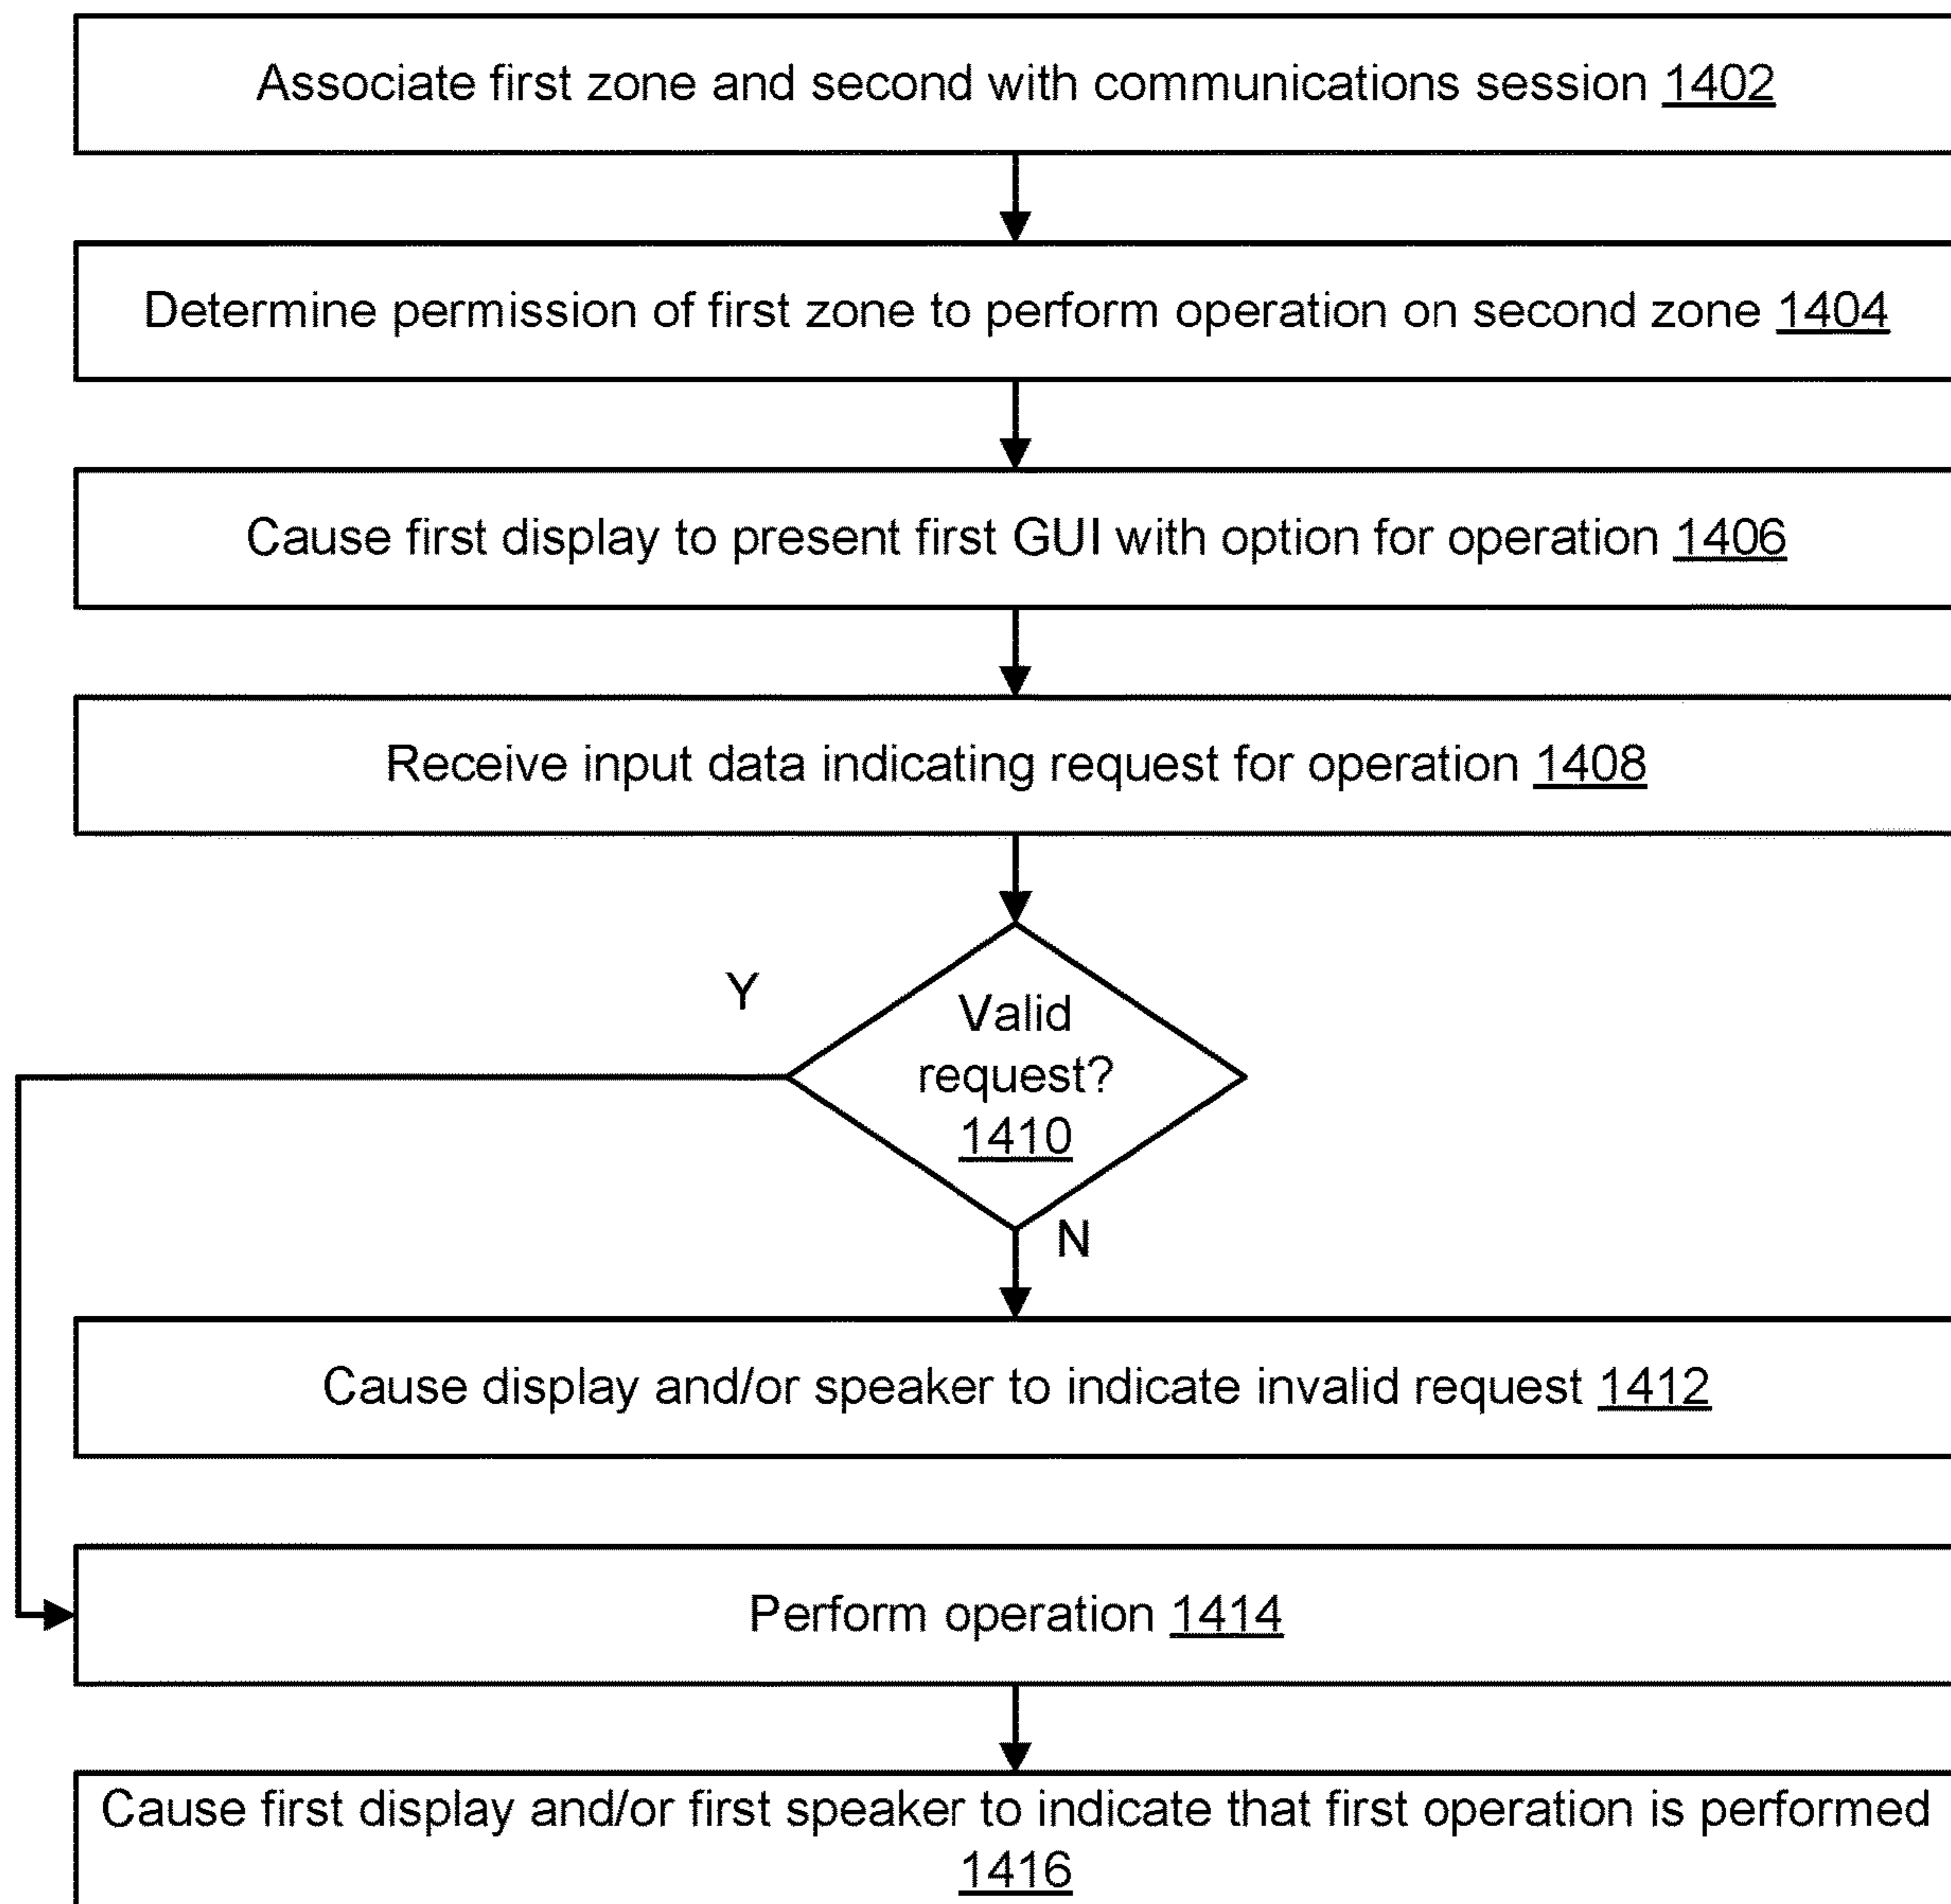 Associate first zone and second with communications session 1402
Determine permission of first zone to perform operation on second zone 1404
Cause first display to present first GUI with option for operation 1406
Receive input data indicating request for operation 1408
Y
Valid
request?
1410
N
Cause display and/or speaker to indicate invalid request 1412
Perform operation 1414
Cause first display and/or first speaker to indicate that first operation is performed
1416